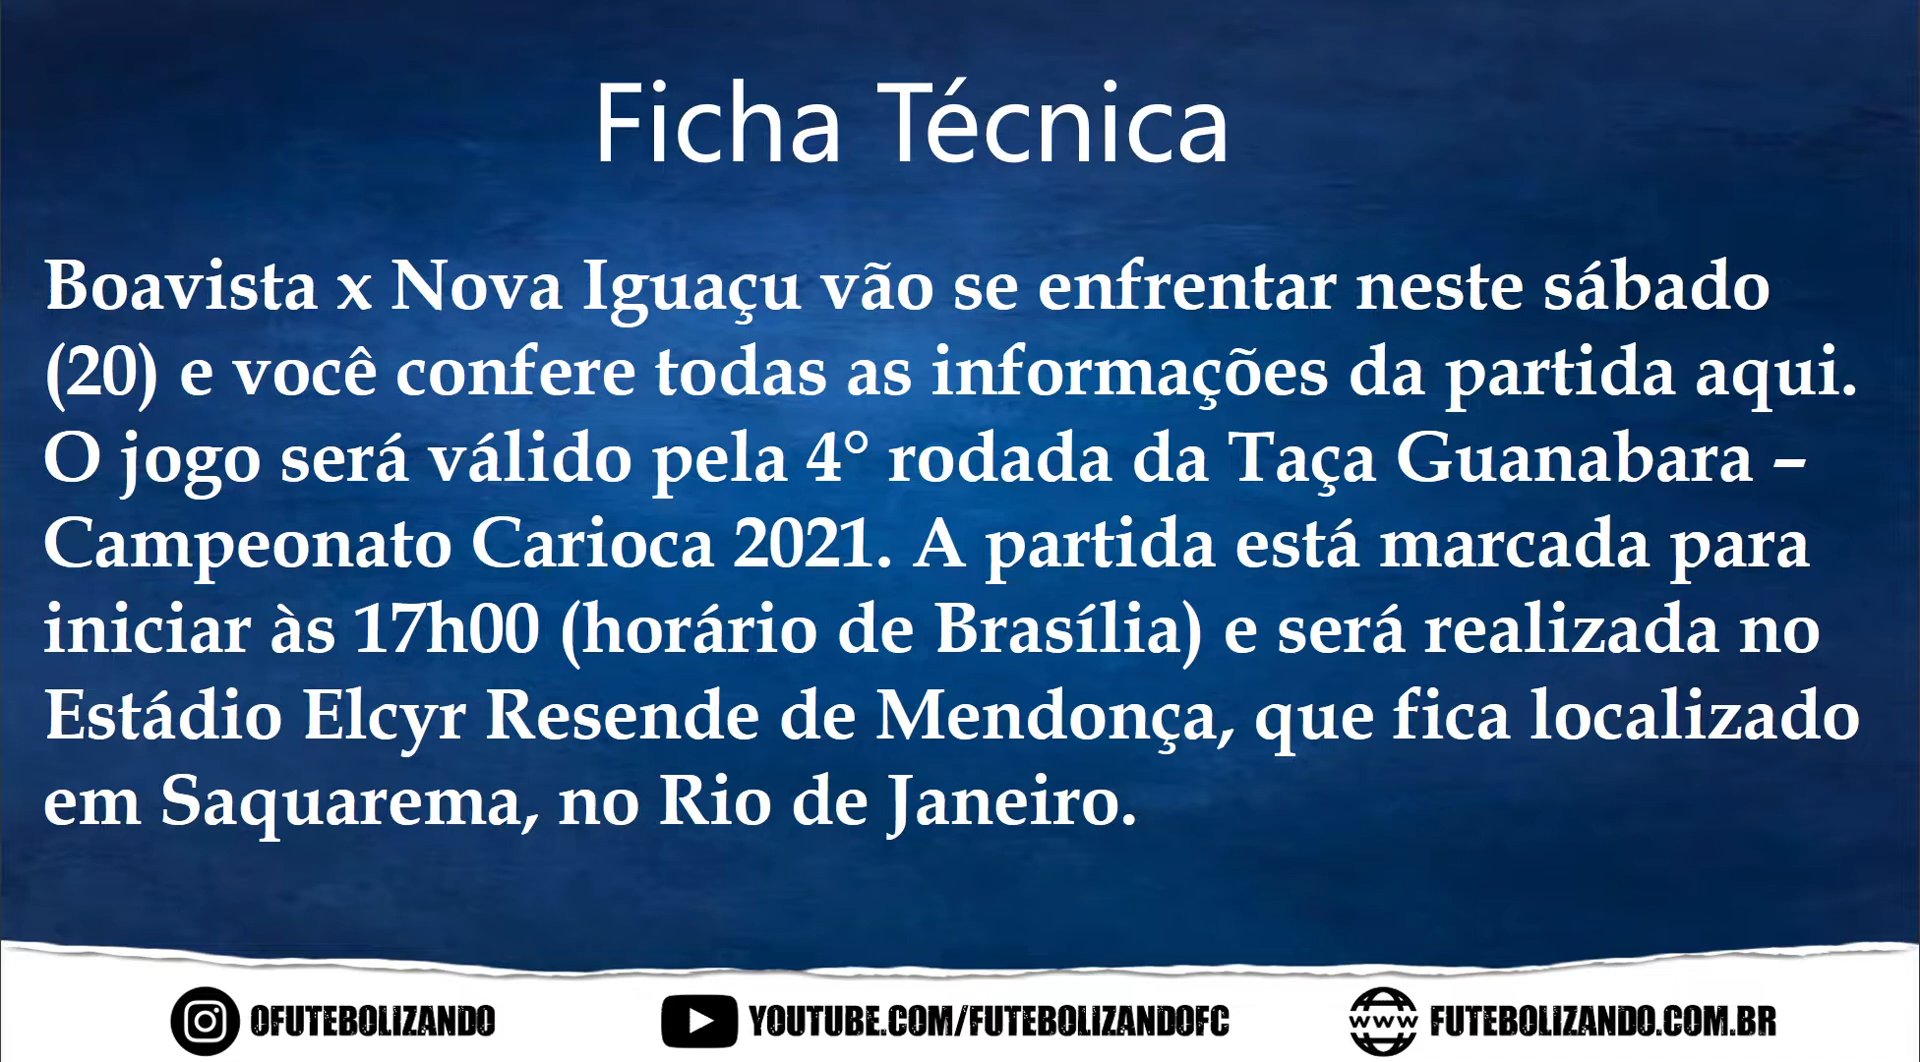 Ficha Técnica
Boavista x Nova Iguaçu vão se enfrentar neste sábado
(20) e você confere todas as informações da partida aqui.
O jogo será válido pela 4° rodada da Taça Guanabara –
Campeonato Carioca 2021. A partida está marcada para
iniciar às 17h00 (horário de Brasília) e será realizada no
Estádio Elcyr Resende de Mendonça, que fica localizado
em Saquarema, no Rio de Janeiro.
OFUTEBOLIZANDO
YOUTUBE.COM/FUTEBOLIZANDOFC
www FUTEBOLIZANDO.COM.BR